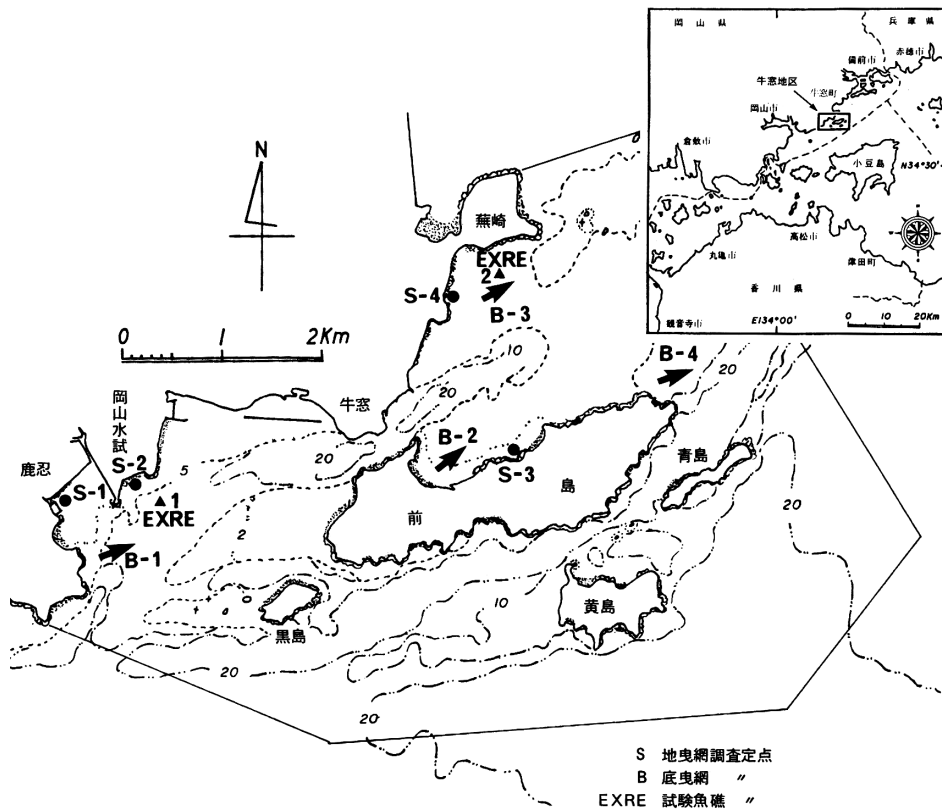 岡山県
兵庫県
赤穂市
備前市
牛窓地区
牛窓町
岡山市
倉敷市
小豆島
N34°30'
高松市
丸亀市
津田町
香川県
観音寺市
E134°00'
0 10 20Km
N
0 2Km
蕪崎
EXRE
2
S-4
B-3
10
20
B-4
20
牛窓
岡山水試
鹿忍
S-2
5
20
B-2
S-3
青島
S-1
1
EXRE
前島
20
2
B-1
10
黄島
黒島
20
20
S 地曳網調査定点
B 底曳網 〃
EXRE 試験魚礁 〃